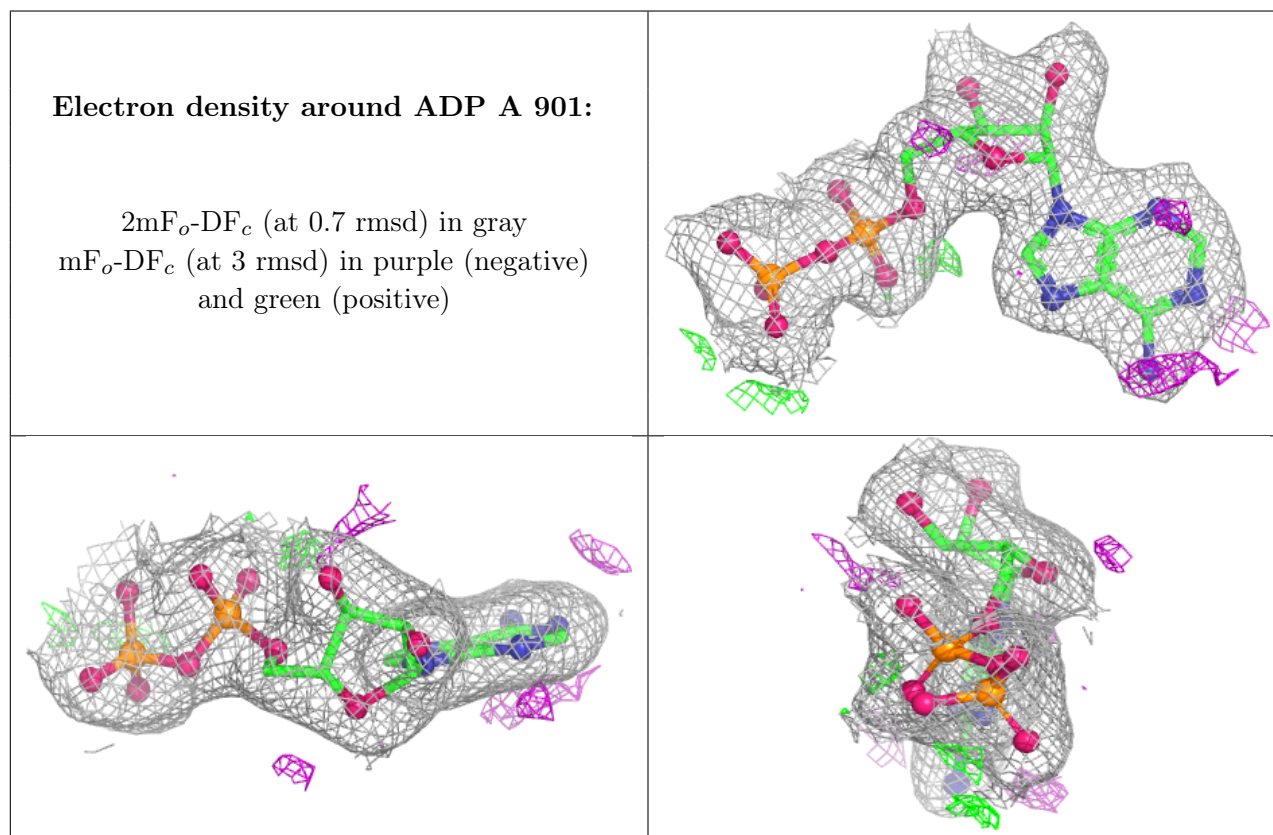 Electron density around ADP A 901:
2mFo-DFc (at 0.7 rmsd) in gray
mFo-DFc (at 3 rmsd) in purple (negative)
and green (positive)